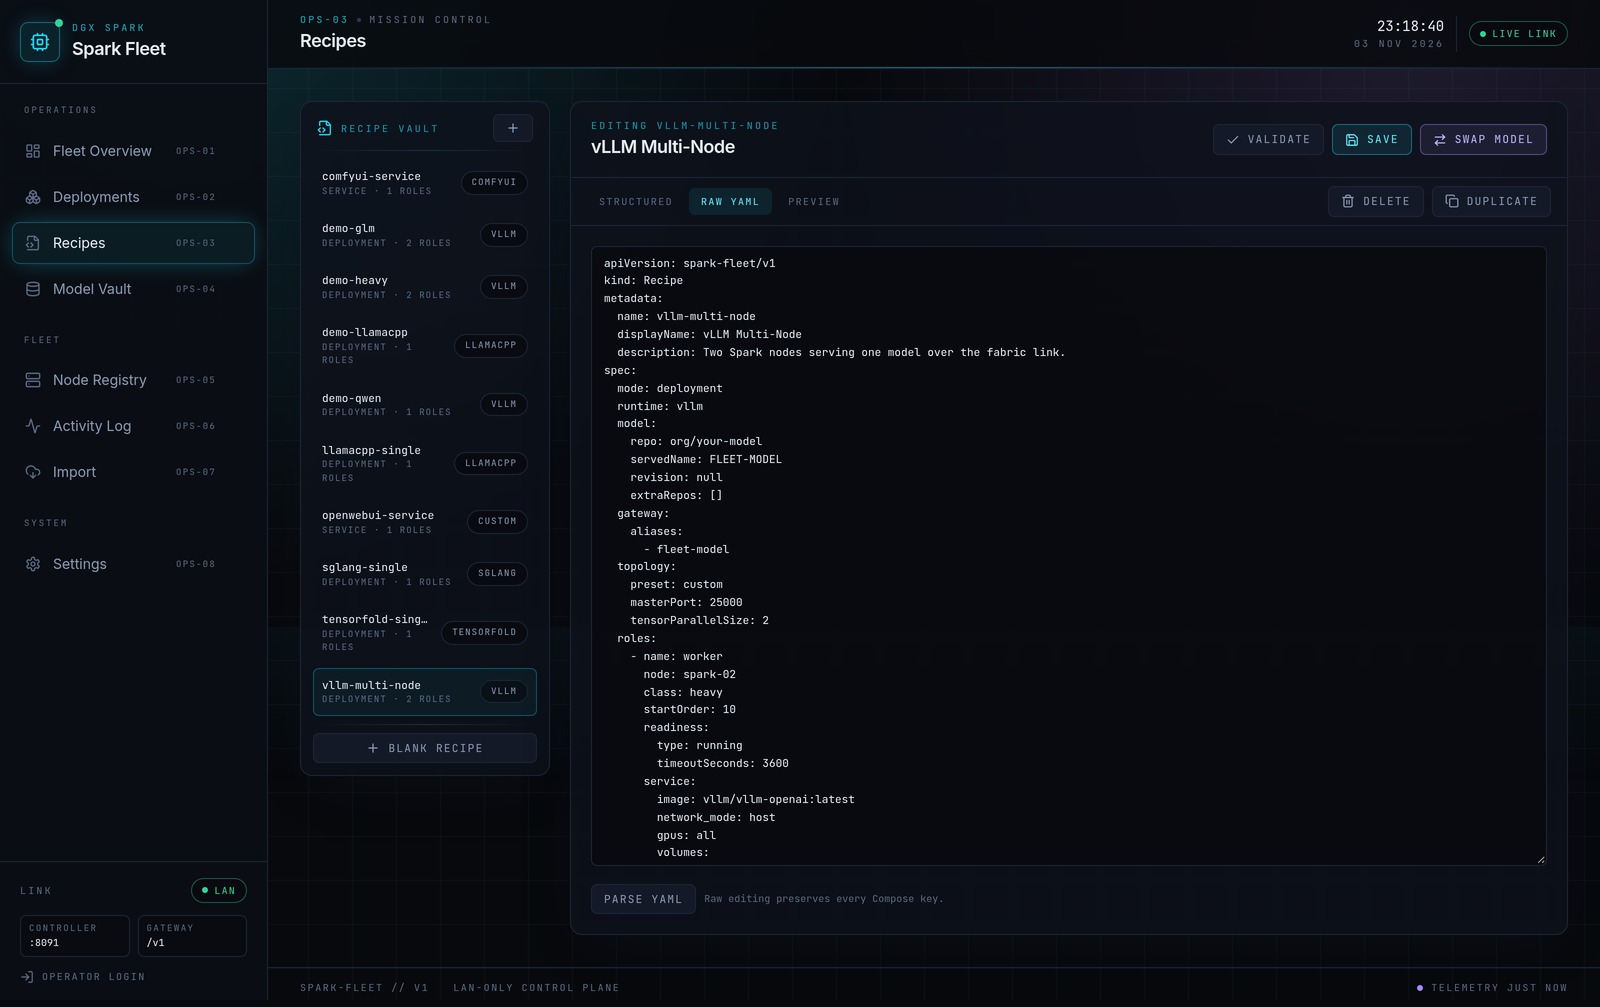 DGX SPARK
Spark Fleet
OPERATIONS
Fleet Overview OPS-01
Deployments OPS-02
Recipes OPS-03
Model Vault OPS-04
FLEET
Node Registry OPS-05
Activity Log OPS-06
Import OPS-07
SYSTEM
Settings OPS-08
LINK
LAN
CONTROLLER
:8091
GATEWAY
/v1
OPERATOR LOGIN
OPS-03 MISSION CONTROL
Recipes
23:18:40
03 NOV 2026
LIVE LINK
RECIPE VAULT
comfyui-service
SERVICE · 1 ROLES
COMFYUI
demo-glm
DEPLOYMENT · 2 ROLES
VLLM
demo-heavy
DEPLOYMENT · 2 ROLES
VLLM
demo-llamacpp
DEPLOYMENT · 1
ROLES
LLAMACPP
demo-qwen
DEPLOYMENT · 1 ROLES
VLLM
llamacpp-single
DEPLOYMENT · 1
ROLES
LLAMACPP
openwebui-service
SERVICE · 1 ROLES
CUSTOM
sglang-single
DEPLOYMENT · 1 ROLES
SGLANG
tensorfold-sing…
DEPLOYMENT · 1
ROLES
TENSORFOLD
vllm-multi-node
DEPLOYMENT · 2 ROLES
VLLM
BLANK RECIPE
EDITING VLLM-MULTI-NODE
vLLM Multi-Node
VALIDATE
SAVE
SWAP MODEL
STRUCTURED
RAW YAML
PREVIEW
DELETE
DUPLICATE
apiVersion: spark-fleet/v1
kind: Recipe
metadata:
  name: vllm-multi-node
  displayName: vLLM Multi-Node
  description: Two Spark nodes serving one model over the fabric link.
spec:
  mode: deployment
  runtime: vllm
  model:
    repo: org/your-model
    servedName: FLEET-MODEL
    revision: null
    extraRepos: []
  gateway:
    aliases:
      - fleet-model
  topology:
    preset: custom
    masterPort: 25000
    tensorParallelSize: 2
  roles:
    - name: worker
      node: spark-02
      class: heavy
      startOrder: 10
      readiness:
        type: running
        timeoutSeconds: 3600
      service:
        image: vllm/vllm-openai:latest
        network_mode: host
        gpus: all
        volumes:
PARSE YAML
Raw editing preserves every Compose key.
SPARK-FLEET // V1
LAN-ONLY CONTROL PLANE
TELEMETRY JUST NOW